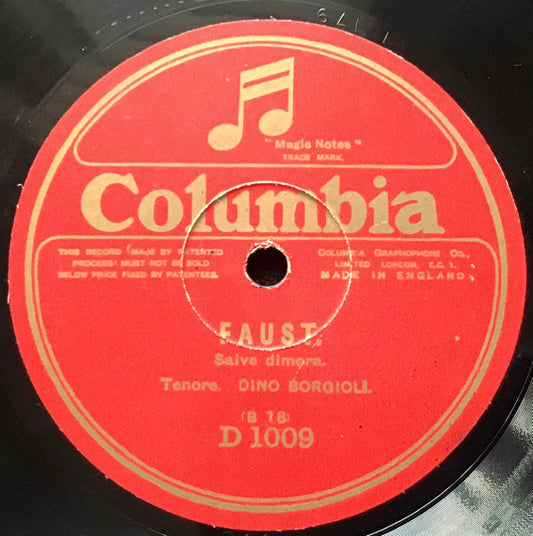 "Magic Notes"
TRADE MARK.
Columbia
THIS RECORD (MADE BY PATENTED
PROCESS) MUST NOT BE SOLD
BELOW PRICE FIXED BY PATENTEES.
COLUMBIA GRAPHOPHONE CO.,
LIMITED LONDON, E.C. 1.
MADE IN ENGLAND
FAUST.
Salve dimora.
Tenore. DINO BORGIOLI.
(B 18)
D 1009